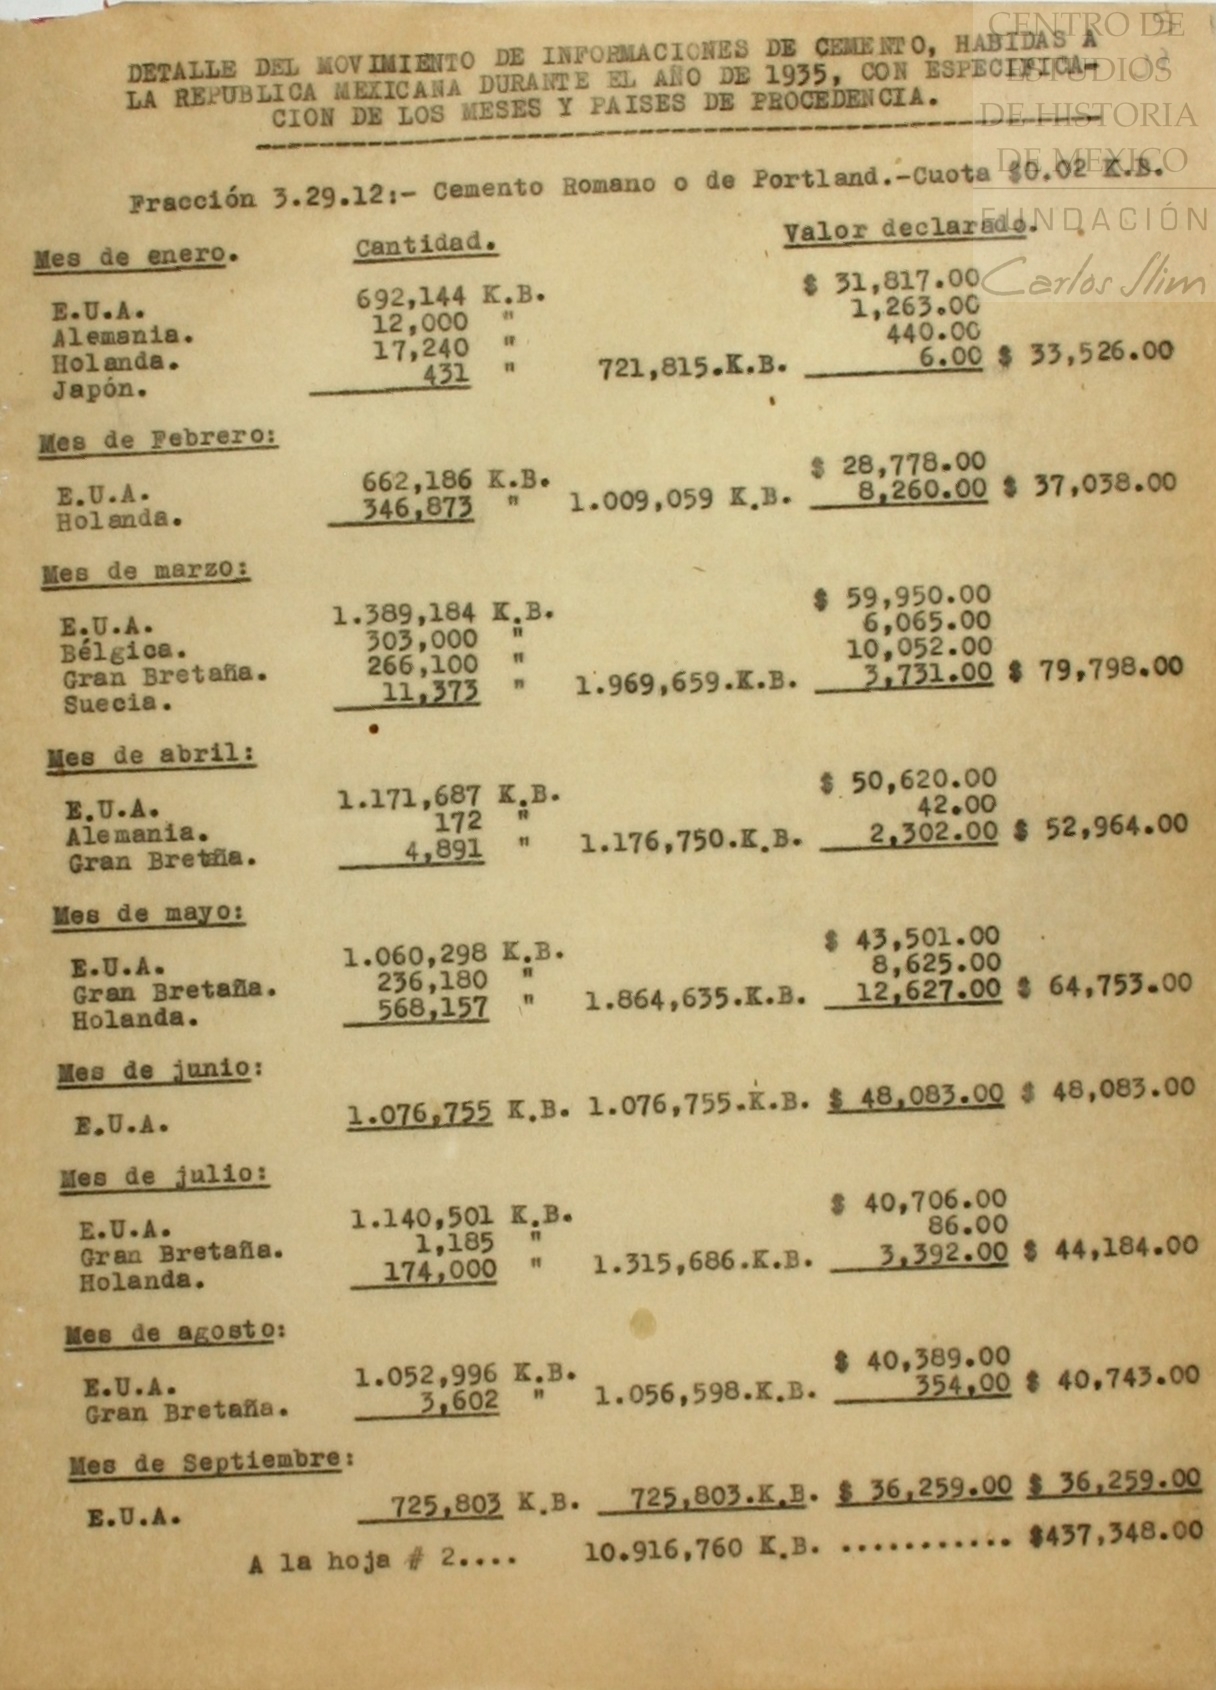 DETALLE DEL MOVIMIENTO DE INFORMACIONES DE CEMENTO, HABIDAS A
LA REPUBLICA MEXICANA DURANTE EL AÑO DE 1935, CON ESPECIFICA-
CION DE LOS MESES Y PAISES DE PROCEDENCIA.
Fracción 3.29.12:- Cemento Romano o de Portland.-Cuota $0.02 K.B.
Mes de enero. Cantidad. Valor declarado.
E.U.A. 692,144 K.B. $ 31,817.00
Alemania. 12,000 " 1,263.00
Holanda. 17,240 " 440.00
Japón. 431 " 721,815.K.B. 6.00 $ 33,526.00
Mes de Febrero:
E.U.A. 662,186 K.B. $ 28,778.00
Holanda. 346,873 " 1.009,059 K.B. 8,260.00 $ 37,038.00
Mes de marzo:
E.U.A. 1.389,184 K.B. $ 59,950.00
Bélgica. 303,000 " 6,065.00
Gran Bretaña. 266,100 " 10,052.00
Suecia. 11,373 " 1.969,659.K.B. 3,731.00 $ 79,798.00
Mes de abril:
E.U.A. 1.171,687 K.B. $ 50,620.00
Alemania. 172 " 42.00
Gran Bretña. 4,891 " 1.176,750.K.B. 2,302.00 $ 52,964.00
Mes de mayo:
E.U.A. 1.060,298 K.B. $ 43,501.00
Gran Bretaña. 236,180 " 8,625.00
Holanda. 568,157 " 1.864,635.K.B. 12,627.00 $ 64,753.00
Mes de junio:
E.U.A. 1.076,755 K.B. 1.076,755.K.B. $ 48,083.00 $ 48,083.00
Mes de julio:
E.U.A. 1.140,501 K.B. $ 40,706.00
Gran Bretaña. 1,185 " 86.00
Holanda. 174,000 " 1.315,686.K.B. 3,392.00 $ 44,184.00
Mes de agosto:
E.U.A. 1.052,996 K.B. $ 40,389.00
Gran Bretaña. 3,602 " 1.056,598.K.B. 354,00 $ 40,743.00
Mes de Septiembre:
E.U.A. 725,803 K.B. 725,803.K.B. $ 36,259.00 $ 36,259.00
A la hoja # 2.... 10.916,760 K.B. ........... $437,348.00
CENTRO DE
ESTUDIOS
DE HISTORIA
DE MEXICO
FUNDACIÓN
Carlos Slim